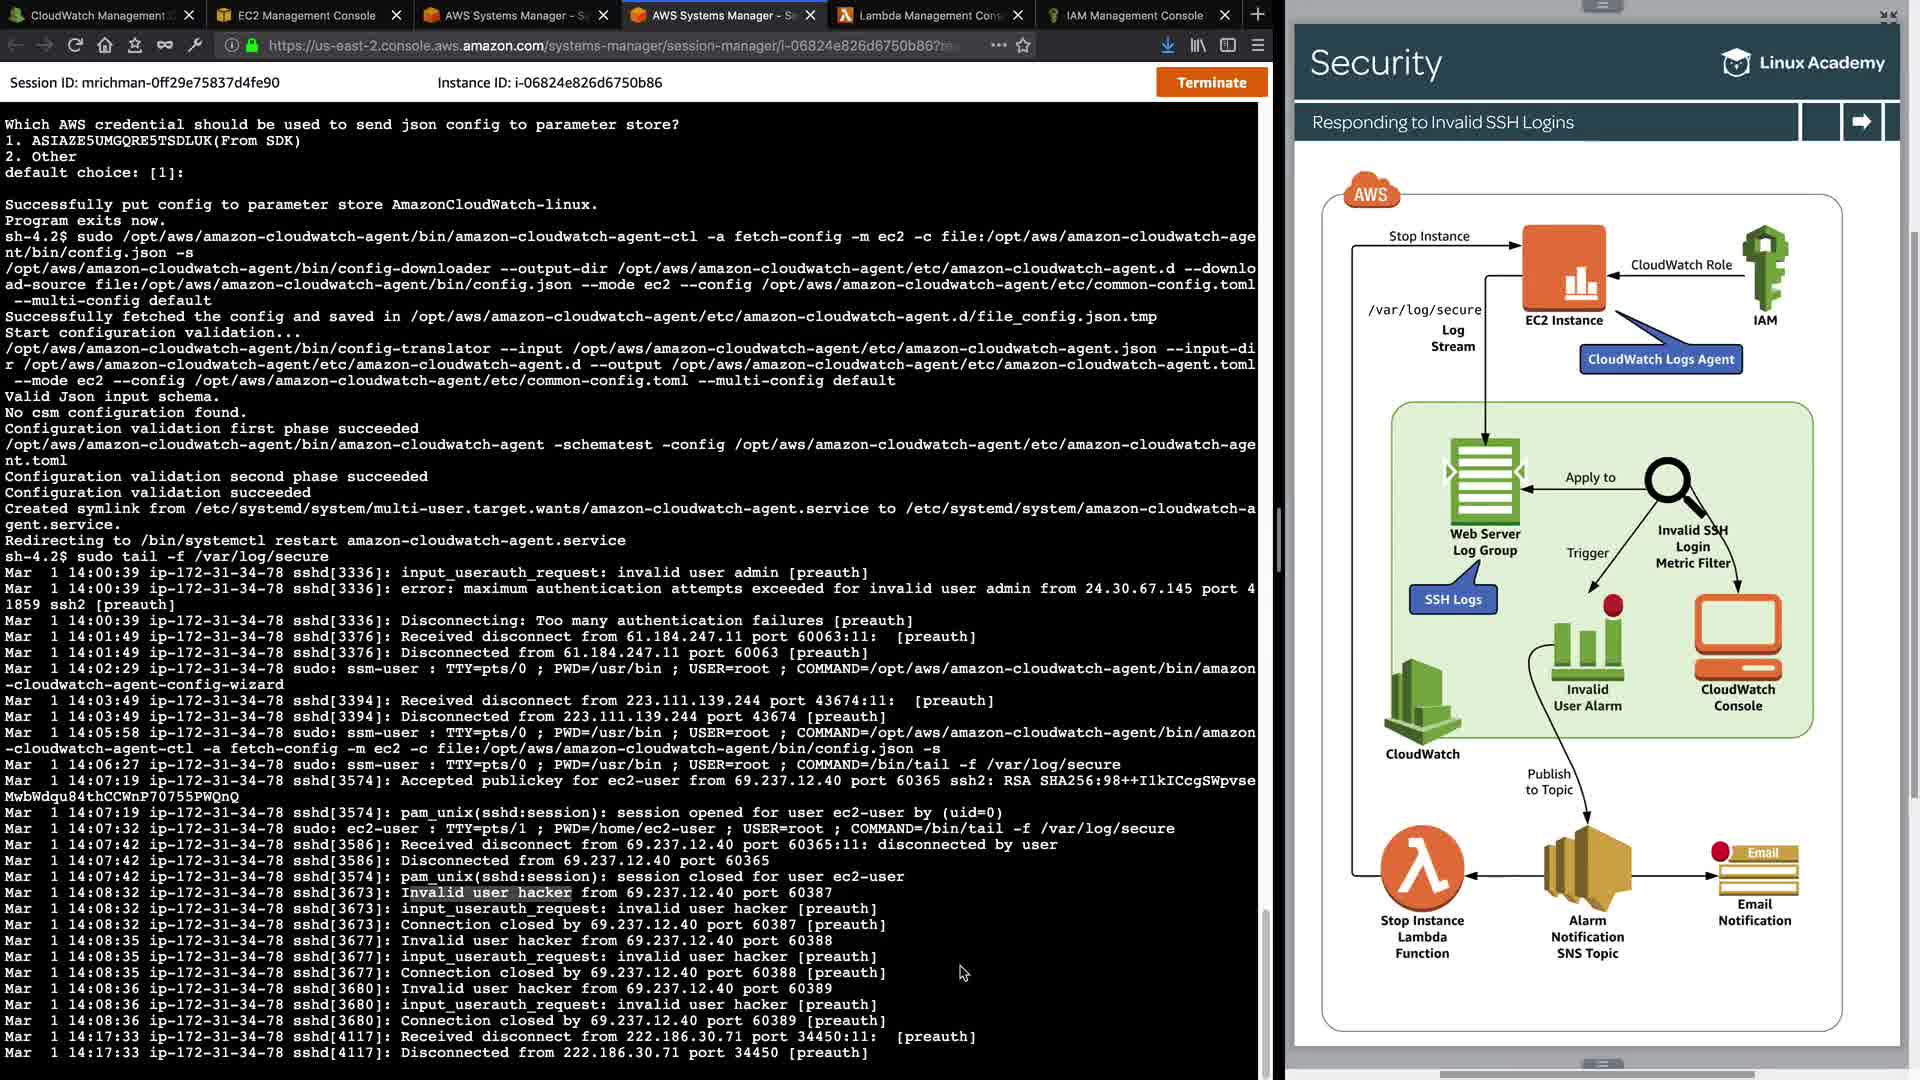 CloudWatch Management
EC2 Management Console
AWS Systems Manager - S
AWS Systems Manager - Se
Lambda Management Con
IAM Management Console
https://us-east-2.console.aws.amazon.com/systems-manager/session-manager/i-06824e826d6750b86?
Session ID: mrichman-0ff29e75837d4fe90
Instance ID: i-06824e826d6750b86
Terminate
Which AWS credential should be used to send json config to parameter store?
1. ASIAZE5UMGQRE5TSDLUK(From SDK)
2. Other
default choice: [1]:
Successfully put config to parameter store AmazonCloudWatch-linux.
Program exits now.
sh-4.2$ sudo /opt/aws/amazon-cloudwatch-agent/bin/amazon-cloudwatch-agent-ctl -a fetch-config -m ec2 -c file:/opt/aws/amazon-cloudwatch-age
nt/bin/config.json -s
/opt/aws/amazon-cloudwatch-agent/bin/config-downloader --output-dir /opt/aws/amazon-cloudwatch-agent/etc/amazon-cloudwatch-agent.d --downlo
ad-source file:/opt/aws/amazon-cloudwatch-agent/bin/config.json --mode ec2 --config /opt/aws/amazon-cloudwatch-agent/etc/common-config.toml
--multi-config default
Successfully fetched the config and saved in /opt/aws/amazon-cloudwatch-agent/etc/amazon-cloudwatch-agent.d/file_config.json.tmp
Start configuration validation...
/opt/aws/amazon-cloudwatch-agent/bin/config-translator --input /opt/aws/amazon-cloudwatch-agent/etc/amazon-cloudwatch-agent.json --input-di
r /opt/aws/amazon-cloudwatch-agent/etc/amazon-cloudwatch-agent.d --output /opt/aws/amazon-cloudwatch-agent/etc/amazon-cloudwatch-agent.toml
--mode ec2 --config /opt/aws/amazon-cloudwatch-agent/etc/common-config.toml --multi-config default
Valid Json input schema.
No csm configuration found.
Configuration validation first phase succeeded
/opt/aws/amazon-cloudwatch-agent/bin/amazon-cloudwatch-agent -schematest -config /opt/aws/amazon-cloudwatch-agent/etc/amazon-cloudwatch-age
nt.toml
Configuration validation second phase succeeded
Configuration validation succeeded
Created symlink from /etc/systemd/system/multi-user.target.wants/amazon-cloudwatch-agent.service to /etc/systemd/system/amazon-cloudwatch-a
gent.service.
Redirecting to /bin/systemctl restart amazon-cloudwatch-agent.service
sh-4.2$ sudo tail -f /var/log/secure
Mar  1 14:00:39 ip-172-31-34-78 sshd[3336]: input_userauth_request: invalid user admin [preauth]
Mar  1 14:00:39 ip-172-31-34-78 sshd[3336]: error: maximum authentication attempts exceeded for invalid user admin from 24.30.67.145 port 4
1859 ssh2 [preauth]
Mar  1 14:00:39 ip-172-31-34-78 sshd[3336]: Disconnecting: Too many authentication failures [preauth]
Mar  1 14:01:49 ip-172-31-34-78 sshd[3376]: Received disconnect from 61.184.247.11 port 60063:11:  [preauth]
Mar  1 14:01:49 ip-172-31-34-78 sshd[3376]: Disconnected from 61.184.247.11 port 60063 [preauth]
Mar  1 14:02:29 ip-172-31-34-78 sudo: ssm-user : TTY=pts/0 ; PWD=/usr/bin ; USER=root ; COMMAND=/opt/aws/amazon-cloudwatch-agent/bin/amazon
-cloudwatch-agent-config-wizard
Mar  1 14:03:49 ip-172-31-34-78 sshd[3394]: Received disconnect from 223.111.139.244 port 43674:11:  [preauth]
Mar  1 14:03:49 ip-172-31-34-78 sshd[3394]: Disconnected from 223.111.139.244 port 43674 [preauth]
Mar  1 14:05:58 ip-172-31-34-78 sudo: ssm-user : TTY=pts/0 ; PWD=/usr/bin ; USER=root ; COMMAND=/opt/aws/amazon-cloudwatch-agent/bin/amazon
-cloudwatch-agent-ctl -a fetch-config -m ec2 -c file:/opt/aws/amazon-cloudwatch-agent/bin/config.json -s
Mar  1 14:06:27 ip-172-31-34-78 sudo: ssm-user : TTY=pts/0 ; PWD=/usr/bin ; USER=root ; COMMAND=/bin/tail -f /var/log/secure
Mar  1 14:07:19 ip-172-31-34-78 sshd[3574]: Accepted publickey for ec2-user from 69.237.12.40 port 60365 ssh2: RSA SHA256:98++I1kICcgSWpvse
MwbWdqu84thCCWnP70755PWQnQ
Mar  1 14:07:19 ip-172-31-34-78 sshd[3574]: pam_unix(sshd:session): session opened for user ec2-user by (uid=0)
Mar  1 14:07:32 ip-172-31-34-78 sudo: ec2-user : TTY=pts/1 ; PWD=/home/ec2-user ; USER=root ; COMMAND=/bin/tail -f /var/log/secure
Mar  1 14:07:42 ip-172-31-34-78 sshd[3586]: Received disconnect from 69.237.12.40 port 60365:11: disconnected by user
Mar  1 14:07:42 ip-172-31-34-78 sshd[3586]: Disconnected from 69.237.12.40 port 60365
Mar  1 14:07:42 ip-172-31-34-78 sshd[3574]: pam_unix(sshd:session): session closed for user ec2-user
Mar  1 14:08:32 ip-172-31-34-78 sshd[3673]: Invalid user hacker from 69.237.12.40 port 60387
Mar  1 14:08:32 ip-172-31-34-78 sshd[3673]: input_userauth_request: invalid user hacker [preauth]
Mar  1 14:08:32 ip-172-31-34-78 sshd[3673]: Connection closed by 69.237.12.40 port 60387 [preauth]
Mar  1 14:08:35 ip-172-31-34-78 sshd[3677]: Invalid user hacker from 69.237.12.40 port 60388
Mar  1 14:08:35 ip-172-31-34-78 sshd[3677]: input_userauth_request: invalid user hacker [preauth]
Mar  1 14:08:35 ip-172-31-34-78 sshd[3677]: Connection closed by 69.237.12.40 port 60388 [preauth]
Mar  1 14:08:36 ip-172-31-34-78 sshd[3680]: Invalid user hacker from 69.237.12.40 port 60389
Mar  1 14:08:36 ip-172-31-34-78 sshd[3680]: input_userauth_request: invalid user hacker [preauth]
Mar  1 14:08:36 ip-172-31-34-78 sshd[3680]: Connection closed by 69.237.12.40 port 60389 [preauth]
Mar  1 14:17:33 ip-172-31-34-78 sshd[4117]: Received disconnect from 222.186.30.71 port 34450:11:  [preauth]
Mar  1 14:17:33 ip-172-31-34-78 sshd[4117]: Disconnected from 222.186.30.71 port 34450 [preauth]
Security
Linux Academy
Responding to Invalid SSH Logins
AWS
Stop Instance
CloudWatch Role
/var/log/secure
Log
Stream
EC2 Instance
IAM
CloudWatch Logs Agent
Apply to
Web Server
Log Group
Invalid SSH
Login
Metric Filter
Trigger
SSH Logs
Invalid
User Alarm
CloudWatch
Console
CloudWatch
Publish
to Topic
Email
Stop Instance
Lambda
Function
Alarm
Notification
SNS Topic
Email
Notification